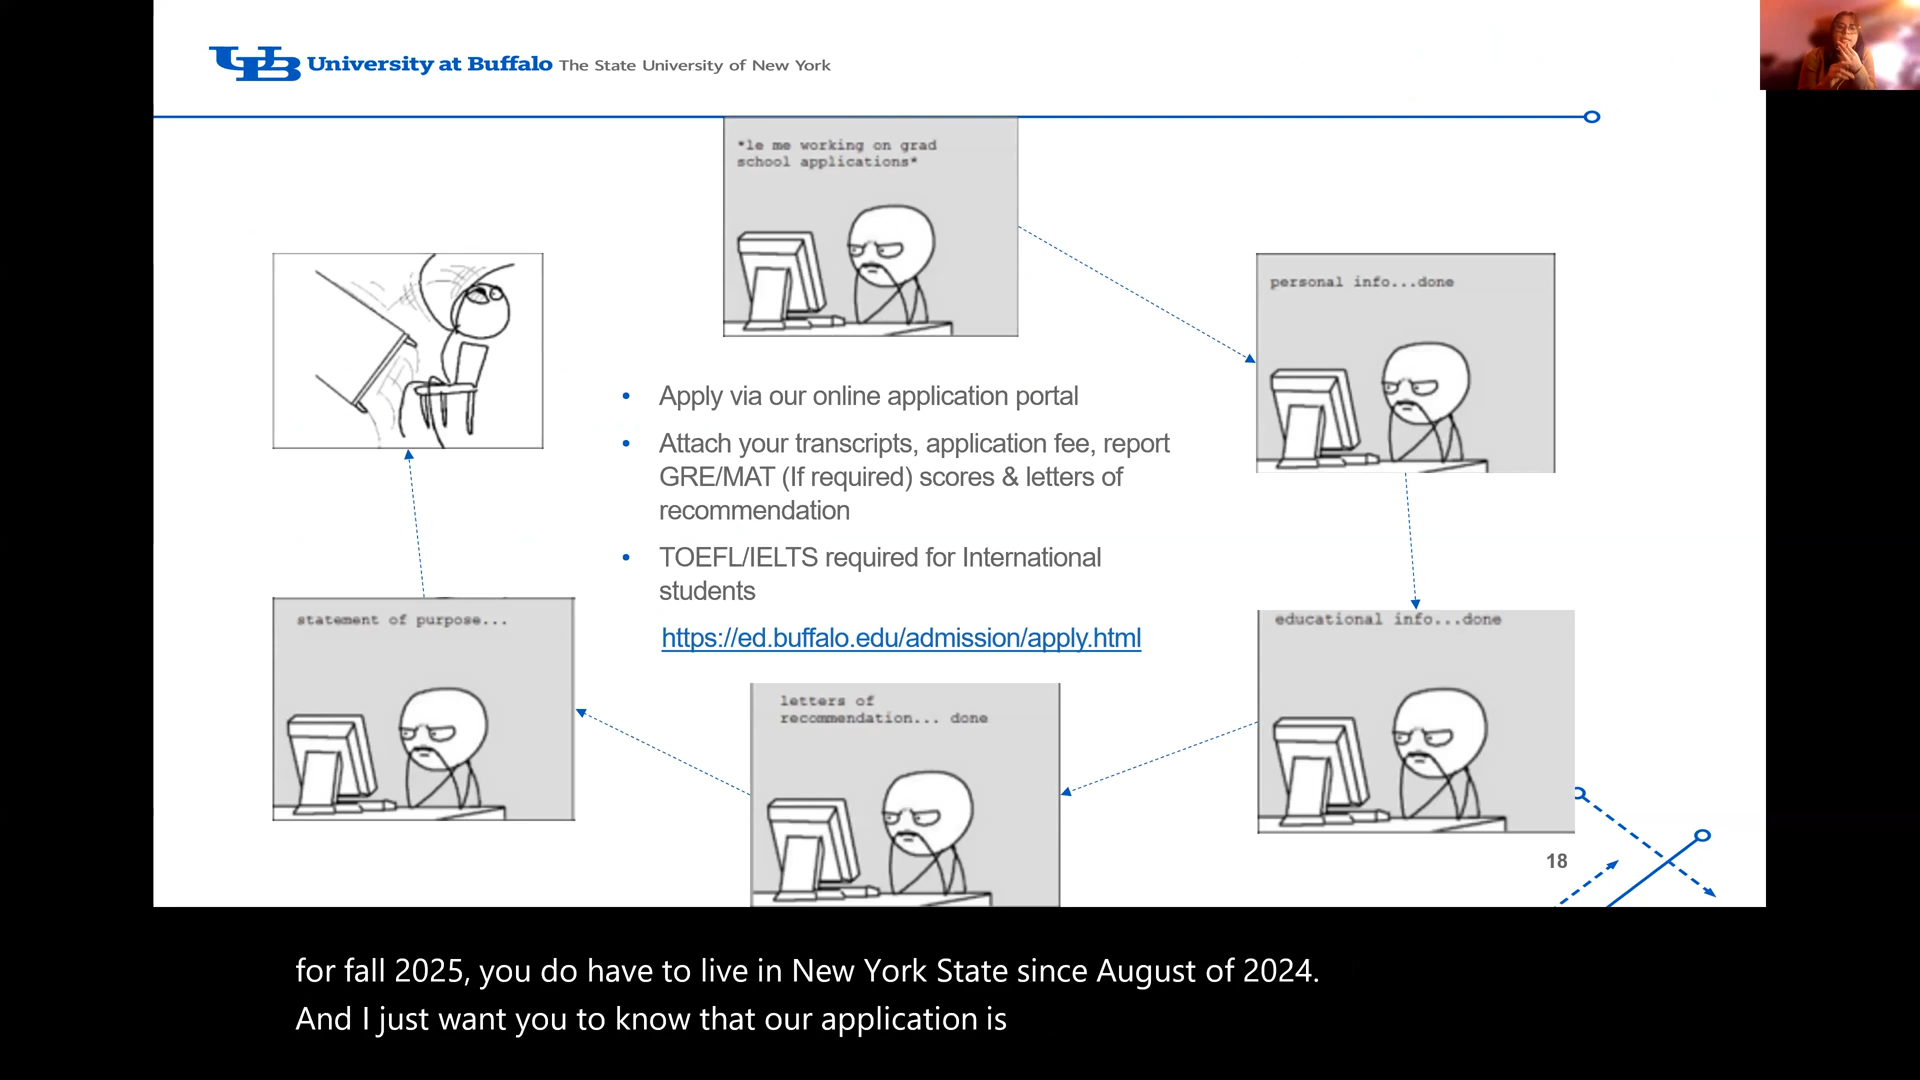 University at Buffalo The State University of New York
*le me working on grad
school applications*
personal info...done
• Apply via our online application portal
• Attach your transcripts, application fee, report
GRE/MAT (If required) scores & letters of
recommendation
• TOEFL/IELTS required for International
students
https://ed.buffalo.edu/admission/apply.html
statement of purpose...
educational info...done
letters of
recommendation... done
18
for fall 2025, you do have to live in New York State since August of 2024.
And I just want you to know that our application is